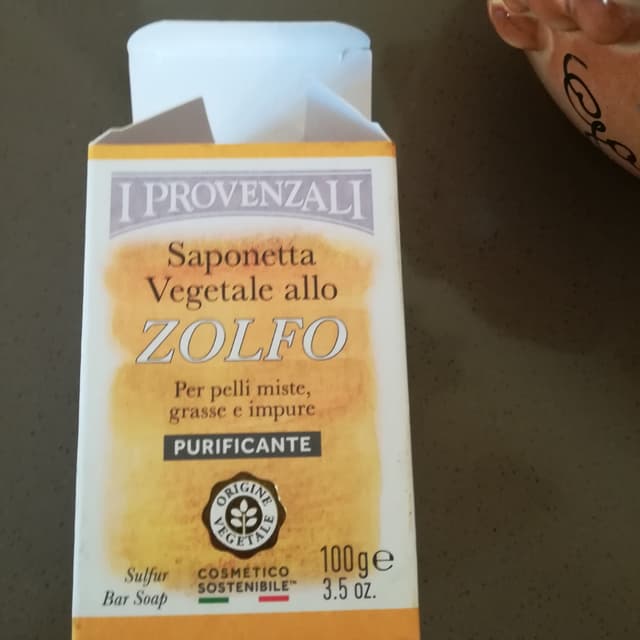 I PROVENZALI
Saponetta
Vegetale allo
ZOLFO
Per pelli miste,
grasse e impure
PURIFICANTE
ORIGINE
VEGETALE
Sulfur
Bar Soap
COSMETICO
SOSTENIBILE™
100g℮
3.5 oz.